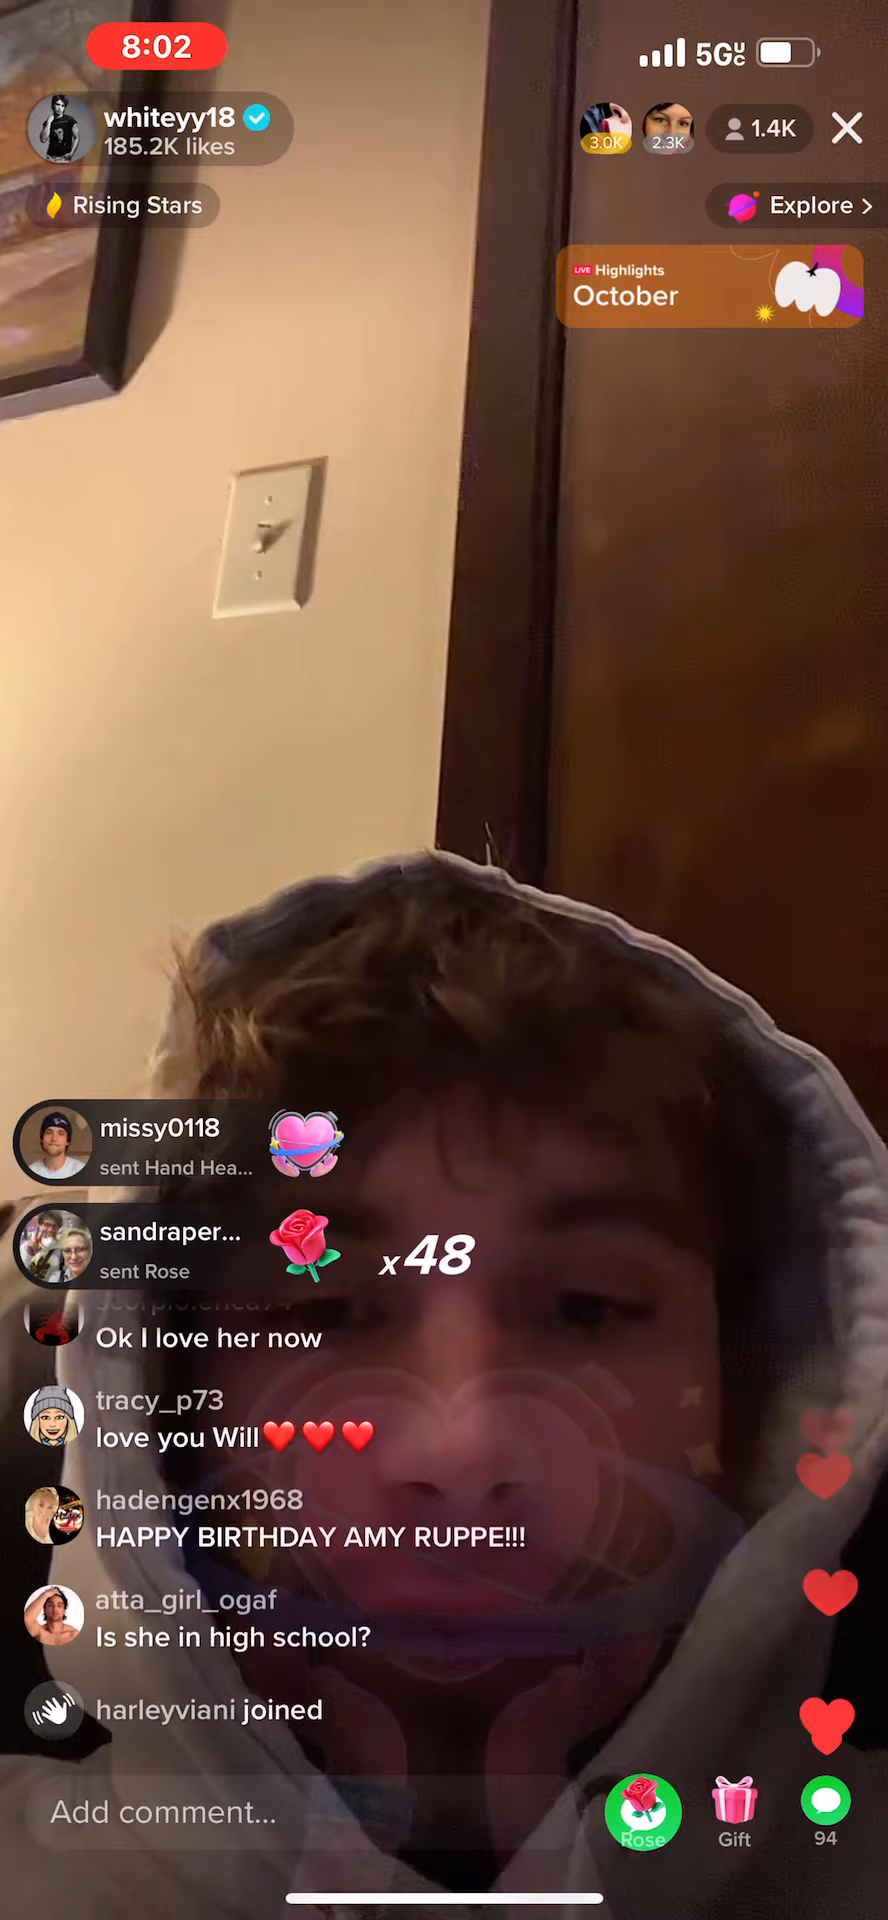 8:02
5GUC
whiteyy18
185.2K likes
3.0K
2.3K
1.4K
Rising Stars
Explore >
LIVE Highlights
October
missy0118
sent Hand Hea...
sandraper...
sent Rose
x48
Ok I love her now
tracy_p73
love you Will❤️❤️❤️
hadengenx1968
HAPPY BIRTHDAY AMY RUPPE!!!
atta_girl_ogaf
Is she in high school?
harleyviani joined
Add comment...
Rose
Gift
94